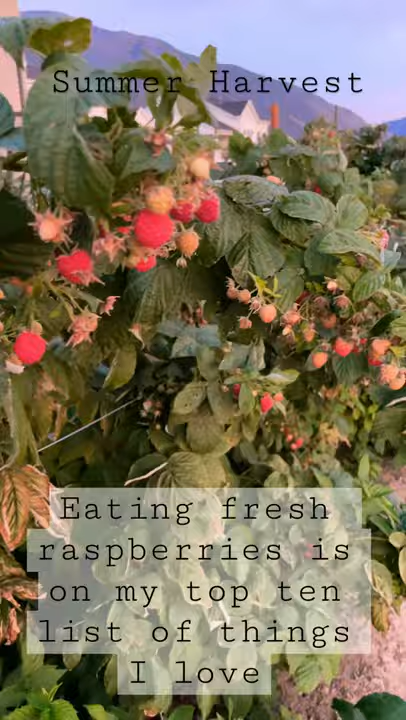 Summer Harvest
Eating fresh
raspberries is
on my top ten
list of things
I love